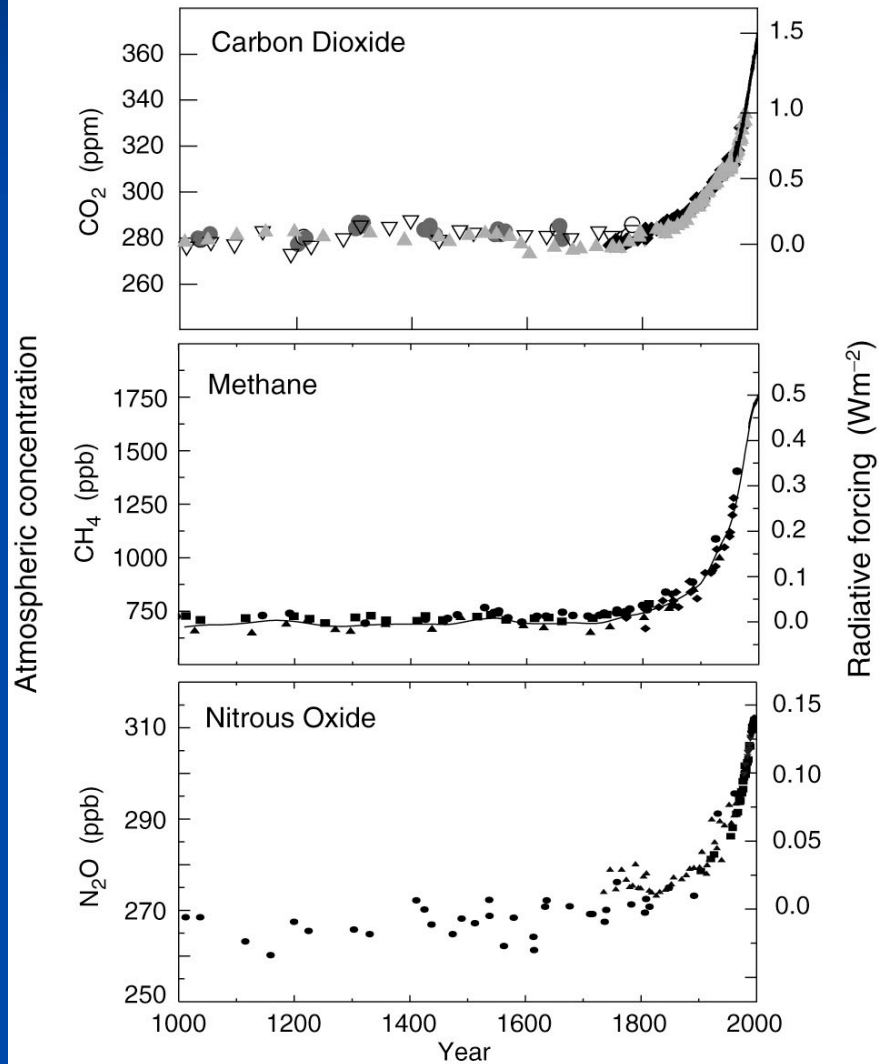 Atmospheric concentration
Carbon Dioxide
CO₂ (ppm)
360
340
320
300
280
260
1.5
1.0
0.5
0.0
Methane
CH₄ (ppb)
1750
1500
1250
1000
750
0.5
0.4
0.3
0.2
0.1
0.0
Nitrous Oxide
N₂O (ppb)
310
290
270
250
0.15
0.10
0.05
0.0
1000 1200 1400 1600 1800 2000
Year
Radiative forcing (Wm⁻²)